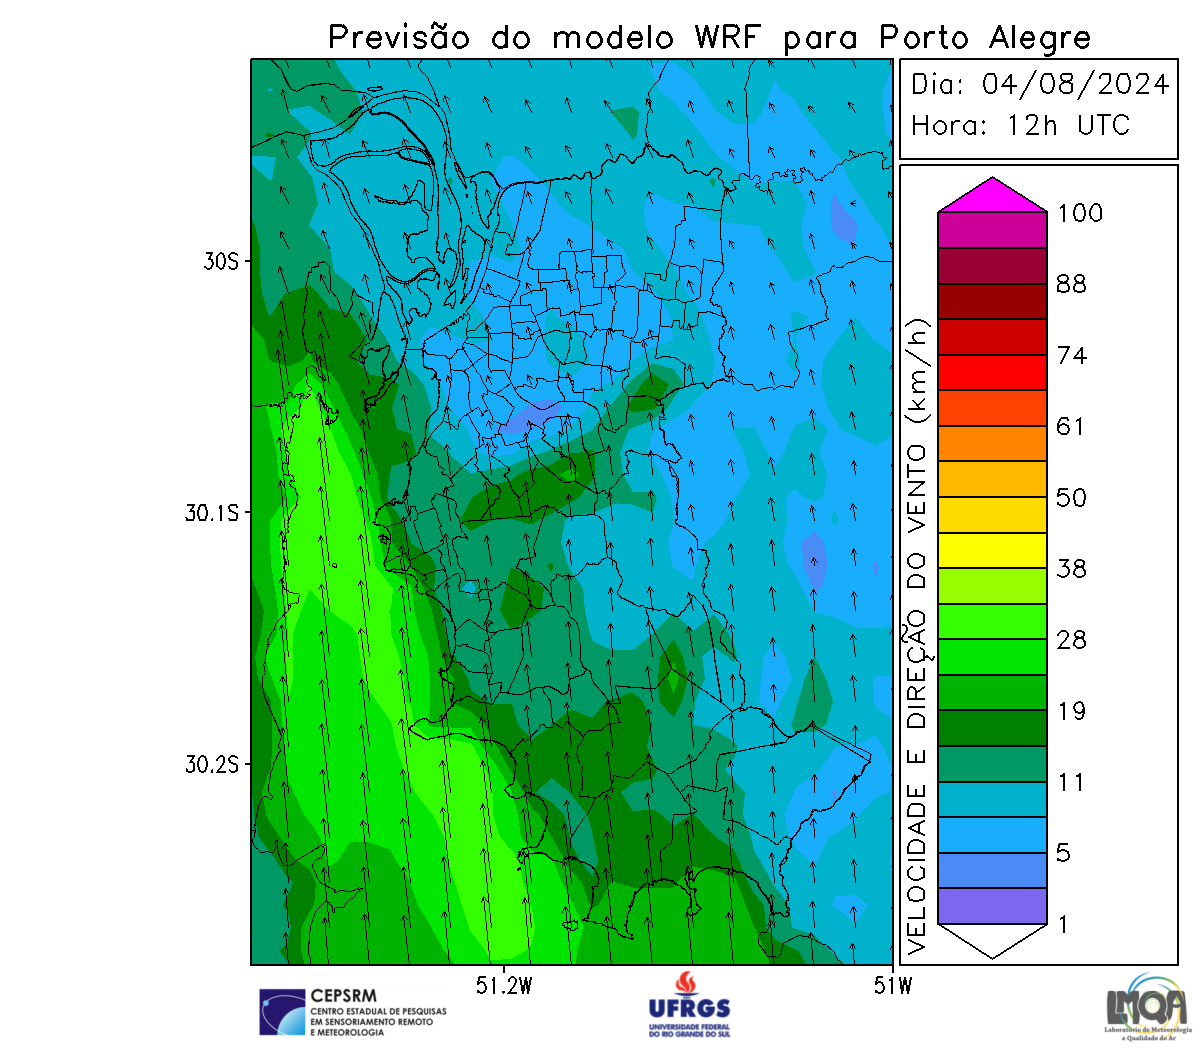 Previsão do modelo WRF para Porto Alegre
Dia: 04/08/2024
Hora: 12h UTC
100
88
74
61
50
38
28
19
11
5
1
VELOCIDADE E DIREÇÃO DO VENTO (km/h)
30S
30.1S
30.2S
51.2W
51W
CEPSRM
CENTRO ESTADUAL DE PESQUISAS
EM SENSORIAMENTO REMOTO
E METEOROLOGIA
UFRGS
UNIVERSIDADE FEDERAL
DO RIO GRANDE DO SUL
LMQA
Laboratório de Meteorologia
e Qualidade do Ar